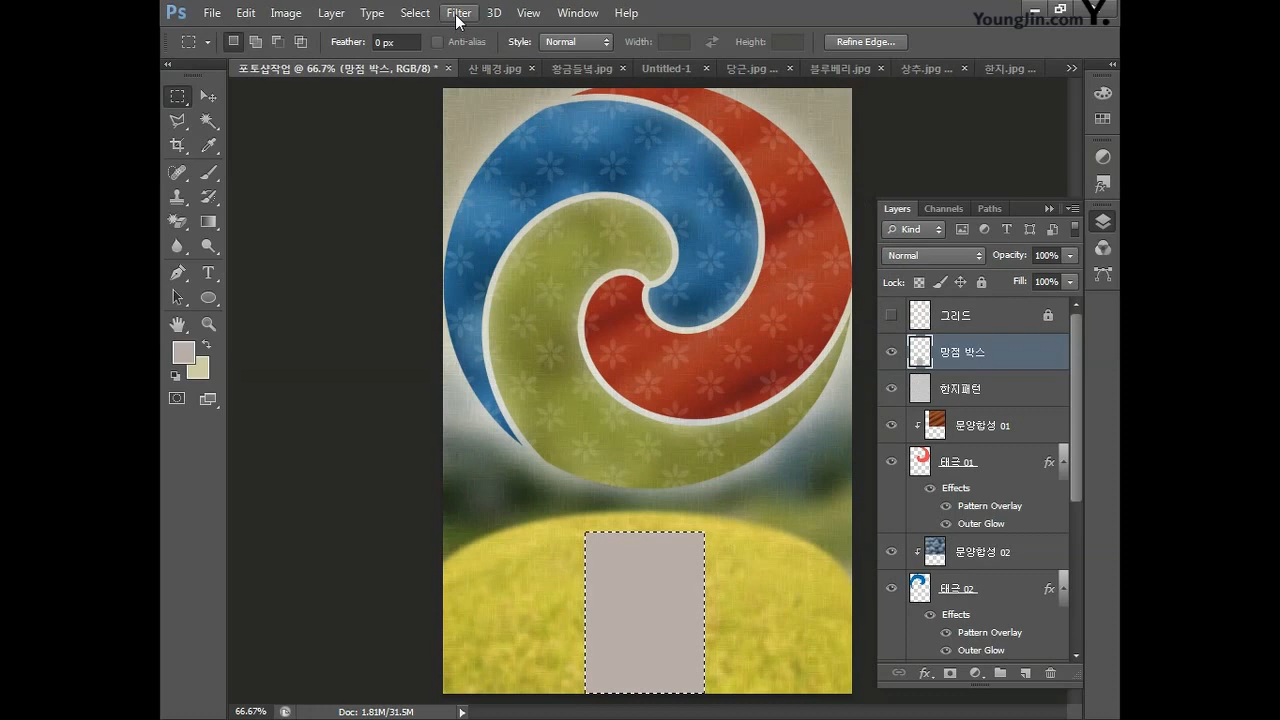 Ps File Edit Image Layer Type Select Filter 3D View Window Help
YoungJin.com Y.
Feather: 0 px Anti-alias Style: Normal Width: Height: Refine Edge...
포토샵작업 @ 66.7% (망점 박스, RGB/8) * × 산 배경.jpg × 황금들녘.jpg × Untitled-1 × 당근.jpg ... × 블루베리.jpg × 상추.jpg ... × 한지.jpg ...
Layers Channels Paths
Kind
Normal Opacity: 100%
Lock: Fill: 100%
그리드
망점 박스
한지패턴
문양합성 01
태극 01 fx
Effects
Pattern Overlay
Outer Glow
문양합성 02
태극 02 fx
Effects
Pattern Overlay
Outer Glow
66.67% Doc: 1.81M/31.5M